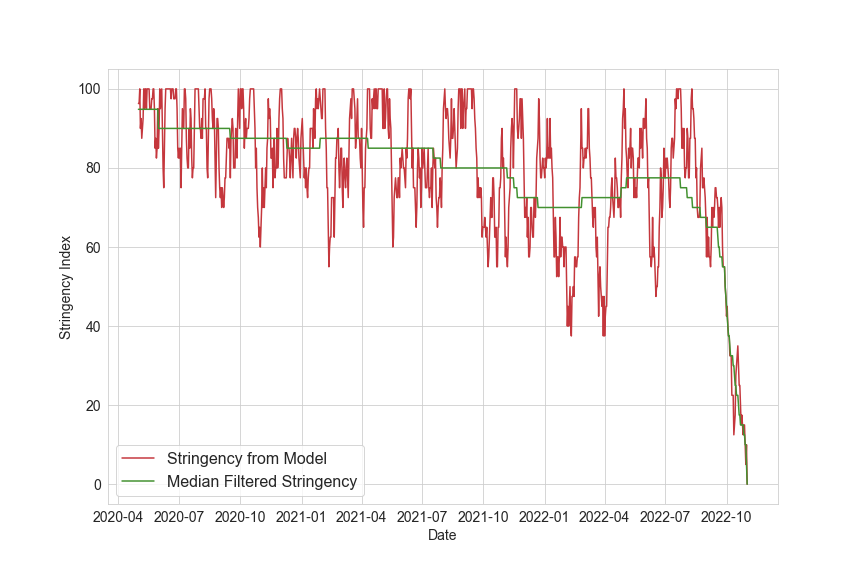 Stringency Index
100
80
60
40
20
0
Stringency from Model
Median Filtered Stringency
2020-04 2020-07 2020-10 2021-01 2021-04 2021-07 2021-10 2022-01 2022-04 2022-07 2022-10
Date